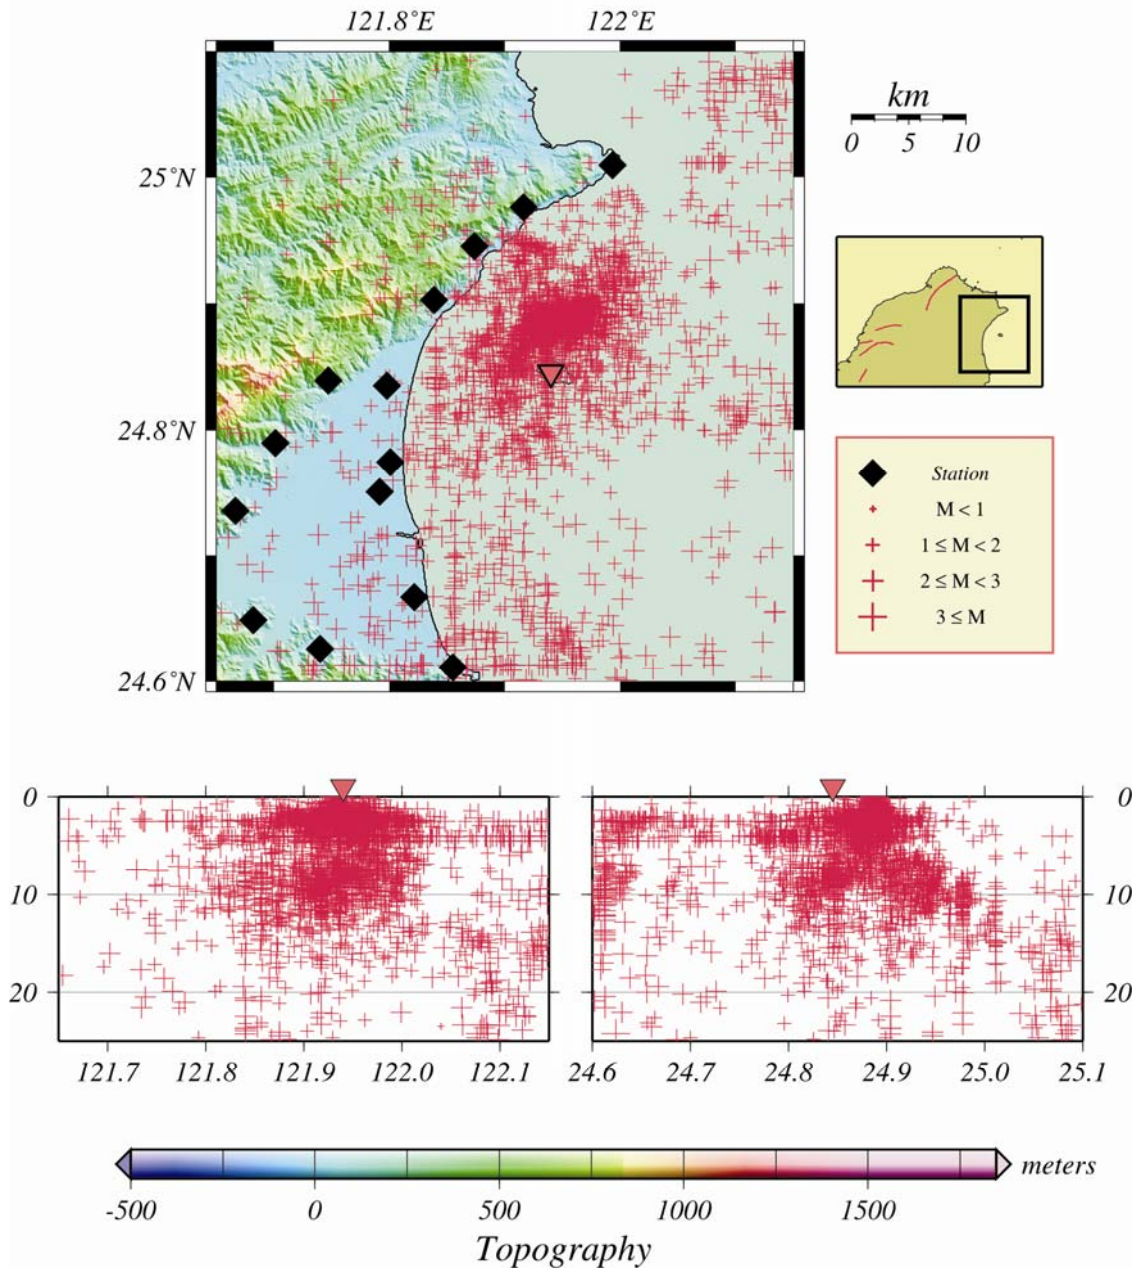 121.8°E 122°E
25°N
24.8°N
24.6°N
km
0 5 10
Station
M < 1
1 ≤ M < 2
2 ≤ M < 3
3 ≤ M
0 0
10 10
20 20
121.7 121.8 121.9 122.0 122.1 24.6 24.7 24.8 24.9 25.0 25.1
meters
-500 0 500 1000 1500
Topography